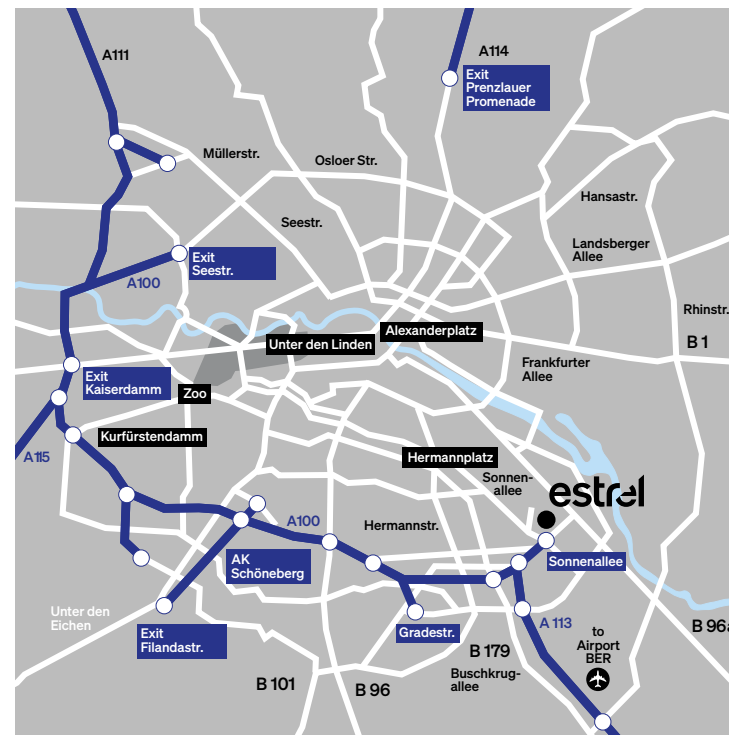 A111
A114
Exit
Prenzlauer
Promenade
Müllerstr.
Osloer Str.
Hansastr.
Seestr.
Landsberger
Allee
Exit
Seestr.
A100
Rhinstr.
Alexanderplatz
Unter den Linden
B 1
Frankfurter
Allee
Exit
Kaiserdamm
Zoo
Kurfürstendamm
A115
Hermannplatz
Sonnen-
allee
estrel
A100
Hermannstr.
AK
Schöneberg
Sonnenallee
Unter den
Eichen
Exit
Filandastr.
Gradestr.
A 113
B 96a
to
Airport
BER
B 179
Buschkrug-
allee
B 101
B 96